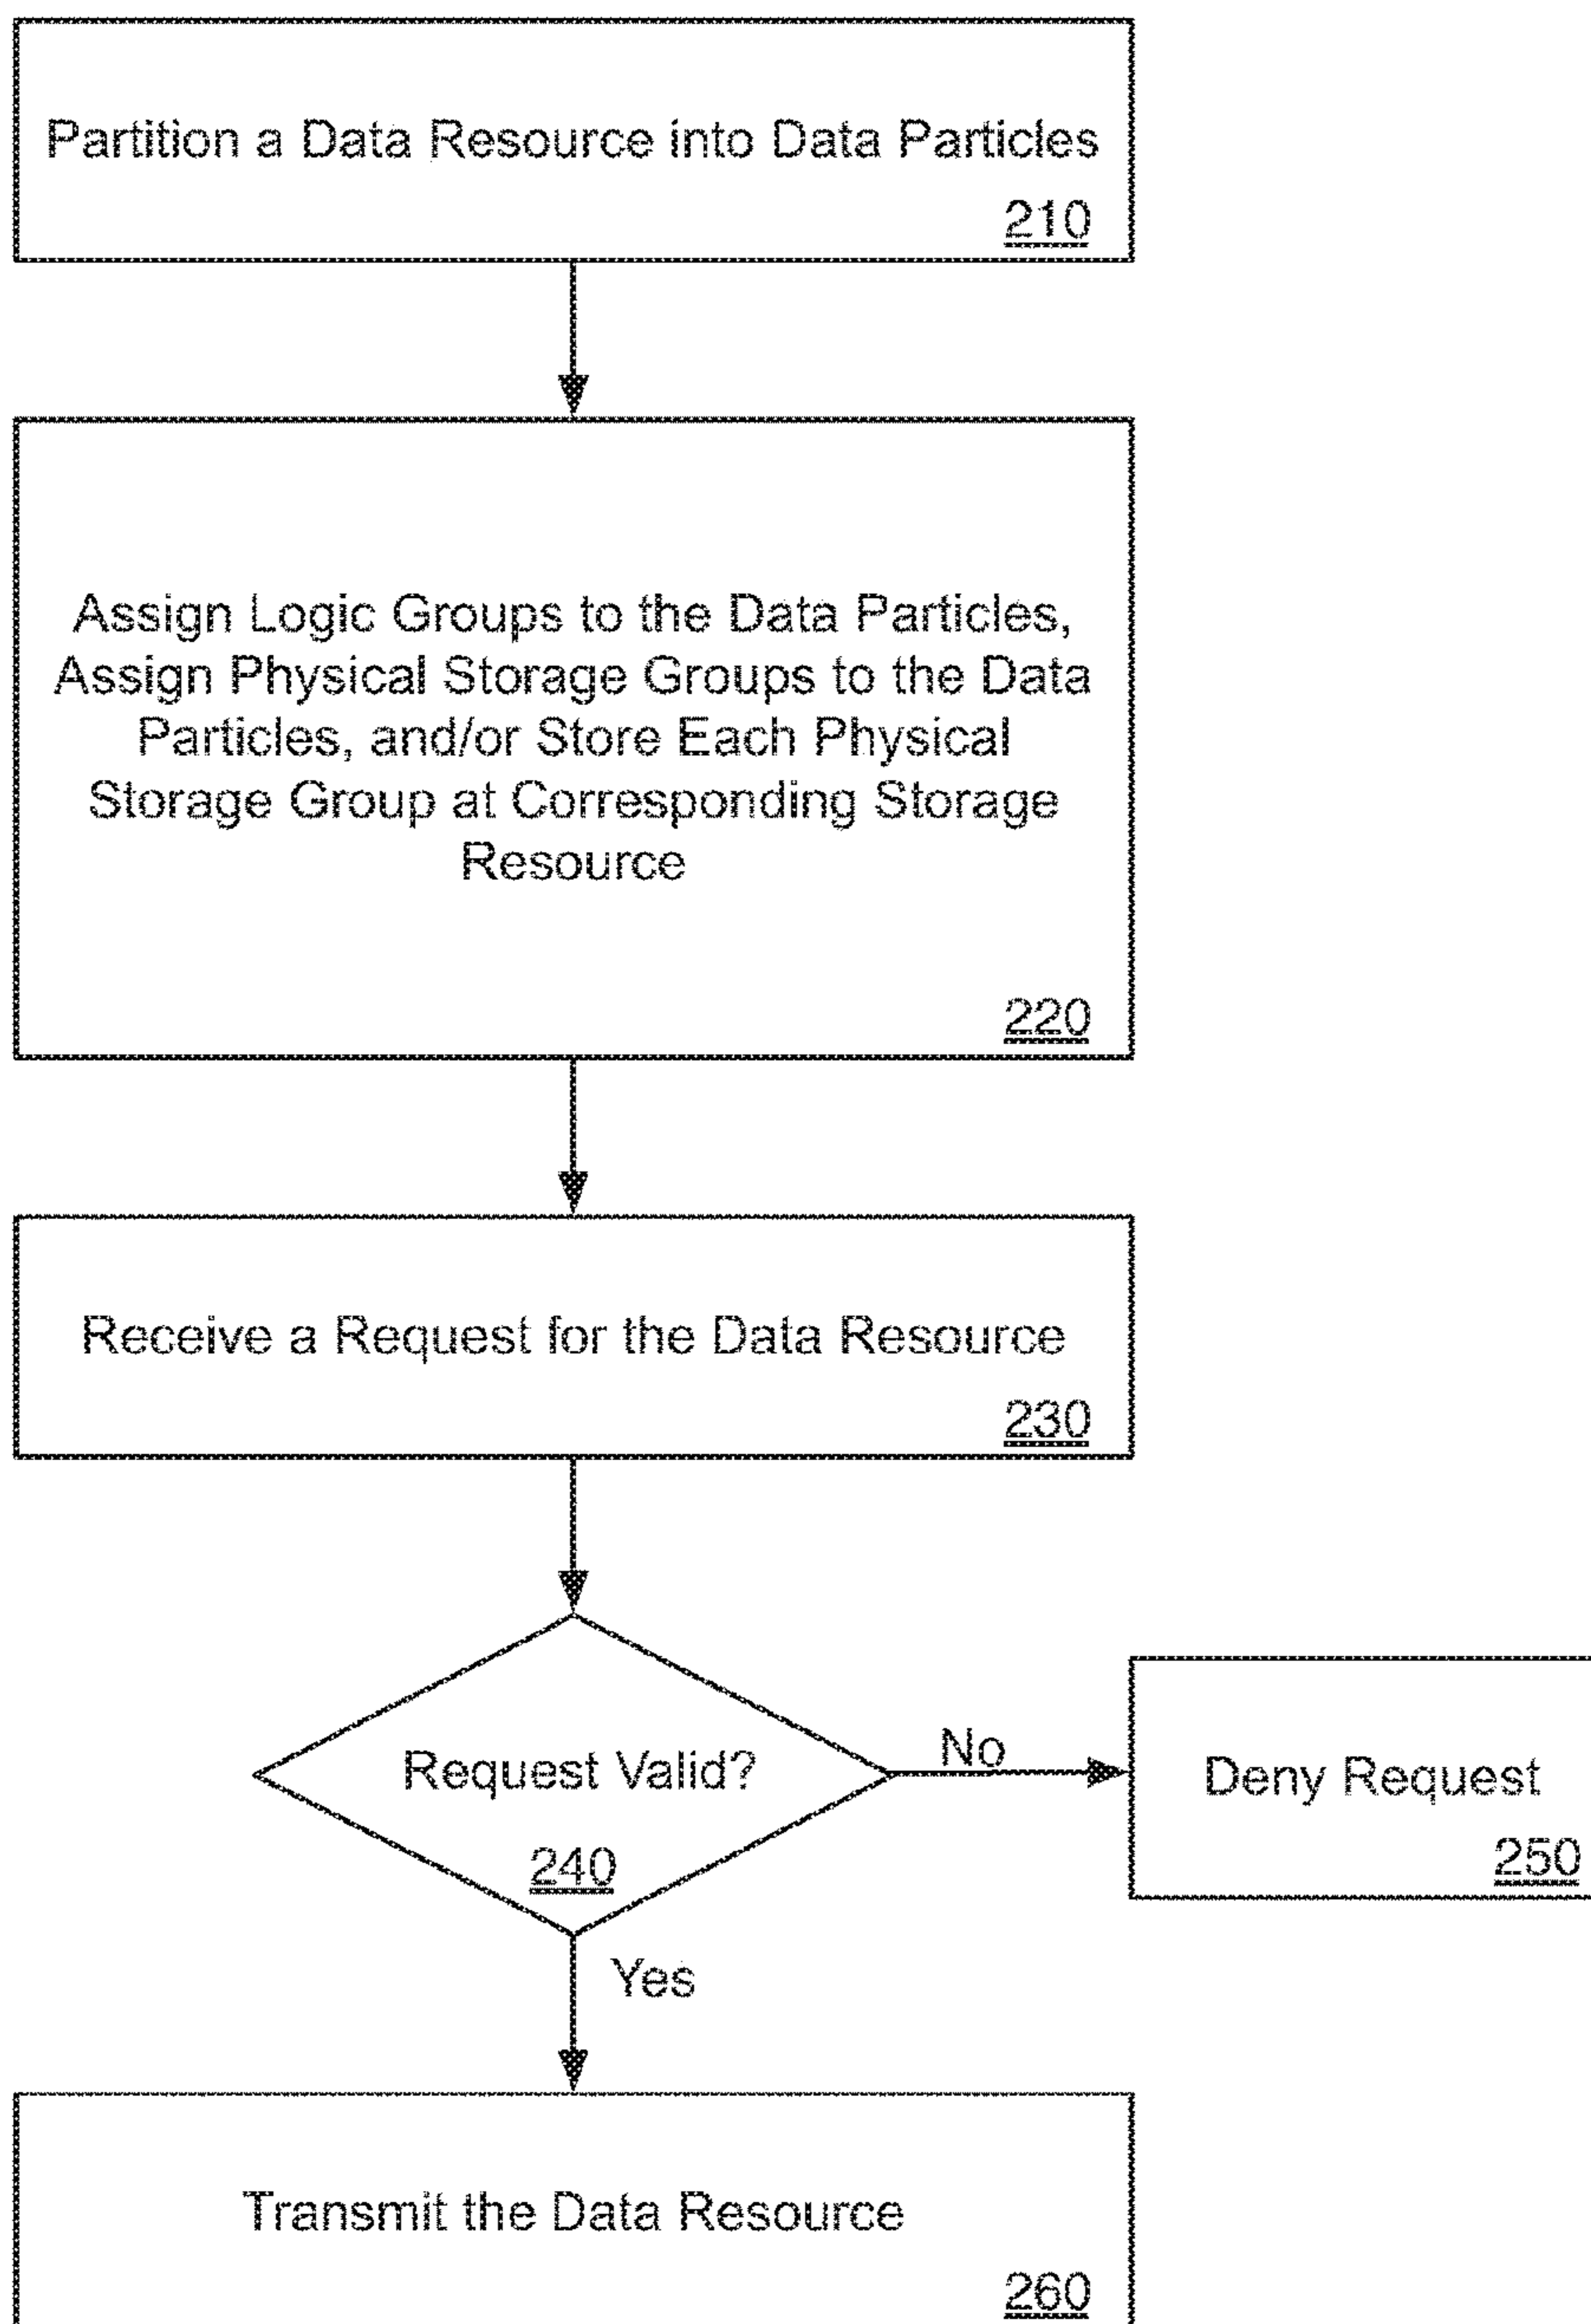 Partition a Data Resource into Data Particles
210
Assign Logic Groups to the Data Particles,
Assign Physical Storage Groups to the Data
Particles, and/or Store Each Physical
Storage Group at Corresponding Storage
Resource
220
Receive a Request for the Data Resource
230
Request Valid?
240
No
Deny Request
250
Yes
Transmit the Data Resource
260